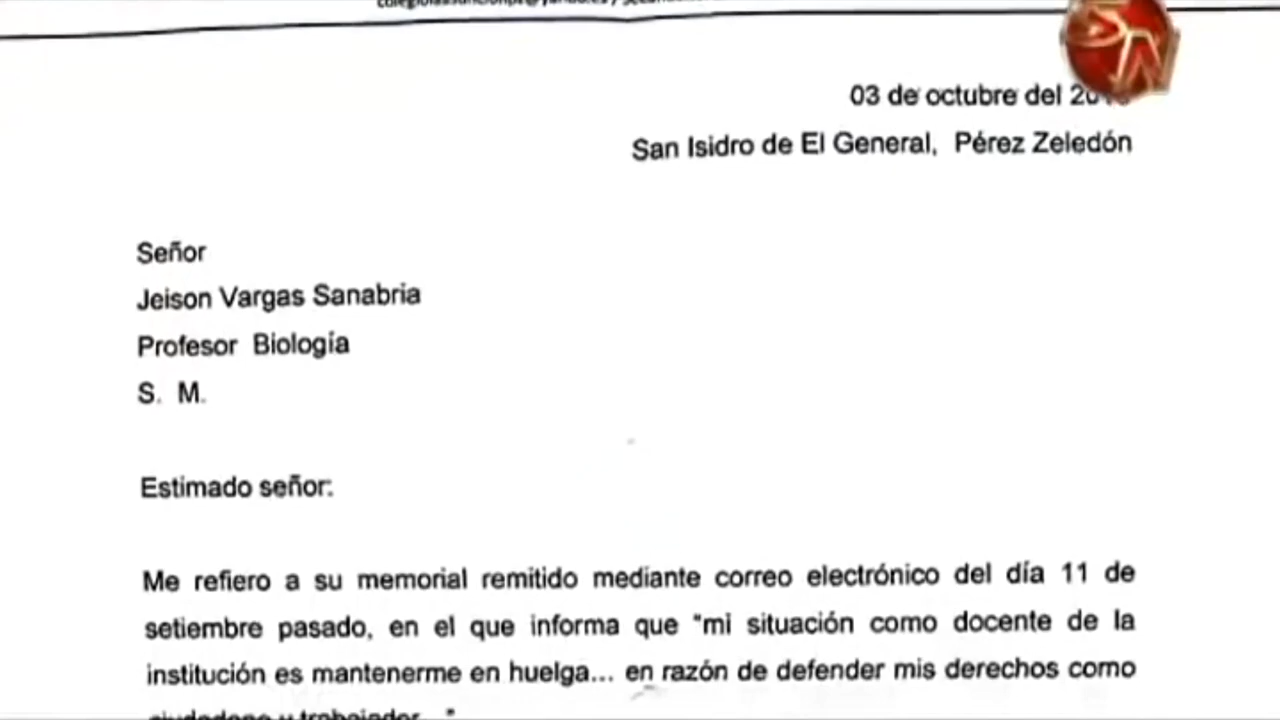 03 de octubre del
San Isidro de El General, Pérez Zeledón
Señor
Jeison Vargas Sanabria
Profesor Biología
S. M.
Estimado señor:
Me refiero a su memorial remitido mediante correo electrónico del día 11 de
setiembre pasado, en el que informa que "mi situación como docente de la
institución es mantenerme en huelga... en razón de defender mis derechos como
ciudadano y trabajador..."